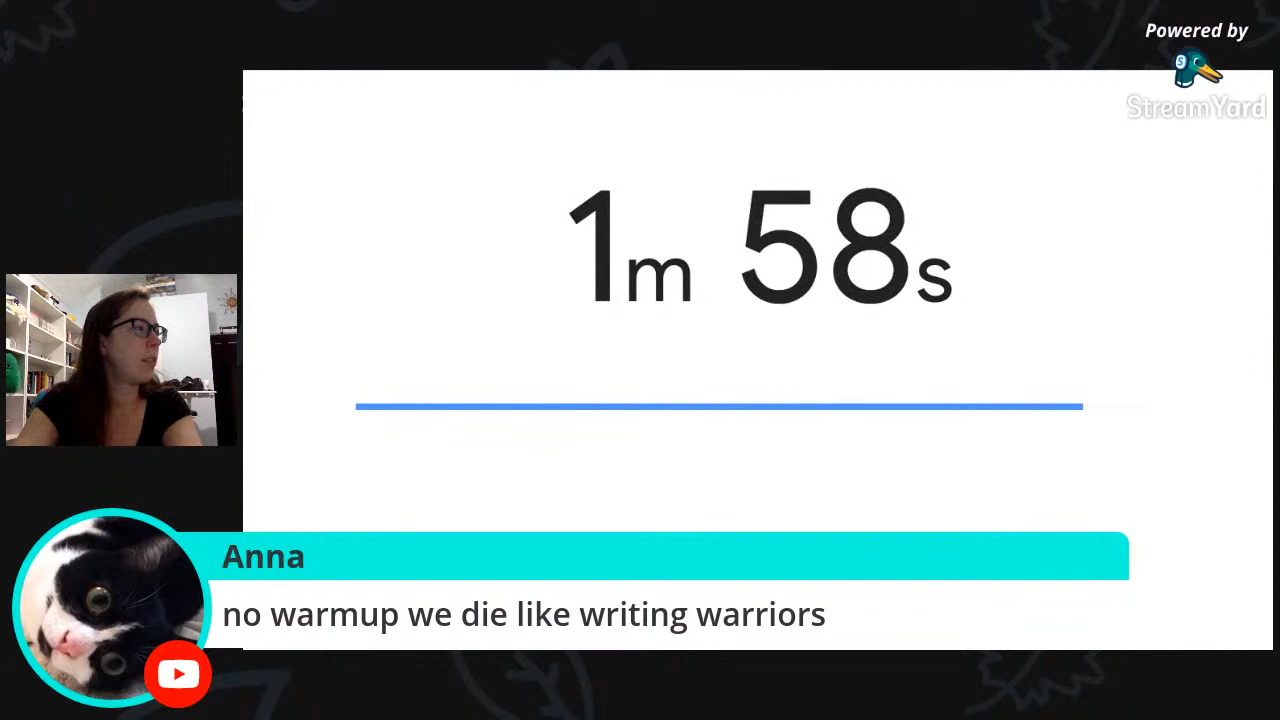 Powered by
S
StreamYard
1m 58s
Anna
no warmup we die like writing warriors